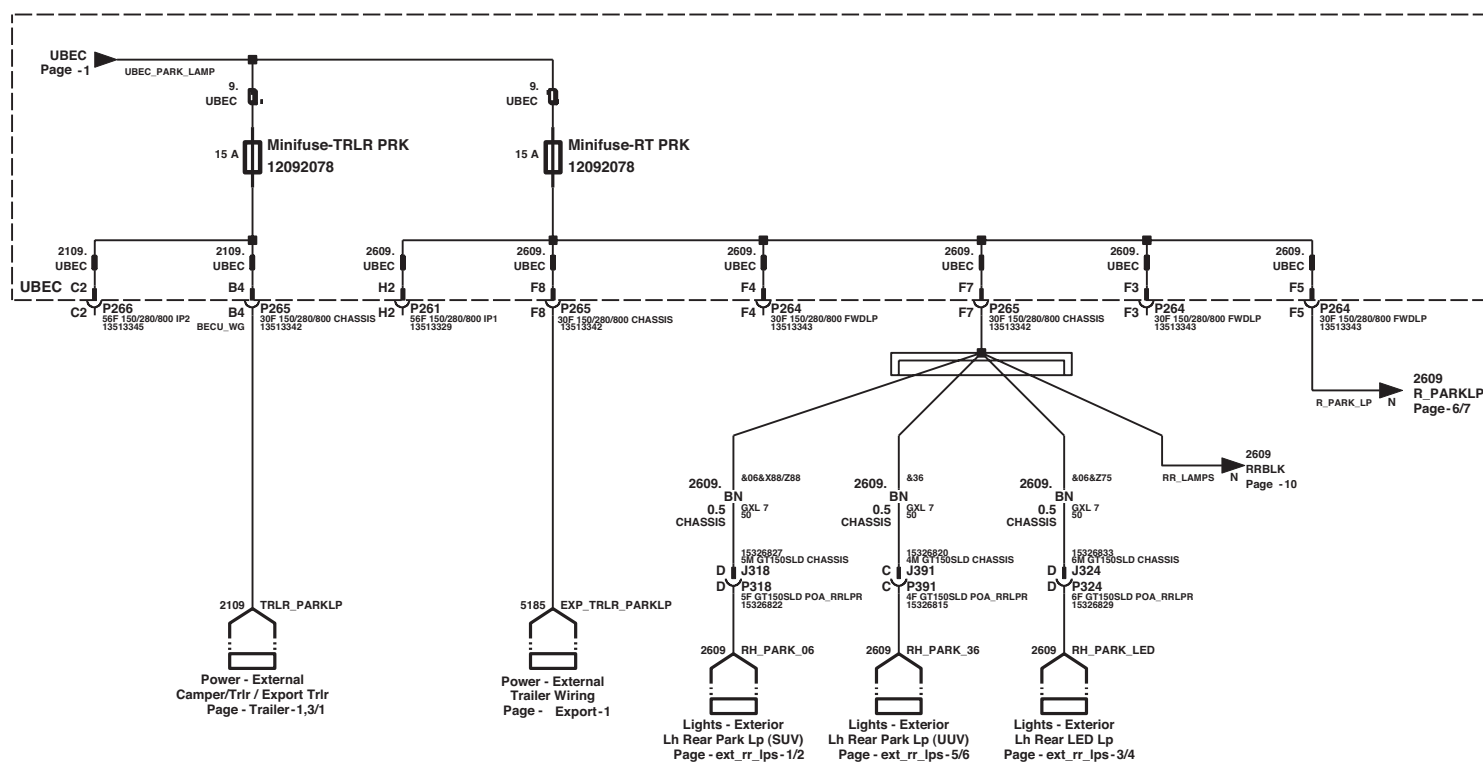 UBEC
Page -1
UBEC_PARK_LAMP
9.
UBEC
9.
UBEC
15 A
Minifuse-TRLR PRK
12092078
15 A
Minifuse-RT PRK
12092078
2109.
UBEC
2109.
UBEC
2609.
UBEC
2609.
UBEC
2609.
UBEC
2609.
UBEC
2609.
UBEC
2609.
UBEC
UBEC C2
B4
H2
F8
F4
F7
F3
F5
C2 P266
56F 150/280/800 IP2
13513345
B4 P265
BECU_WG
30F 150/280/800 CHASSIS
13513342
H2 P261
56F 150/280/800 IP1
13513329
F8 P265
30F 150/280/800 CHASSIS
13513342
F4 P264
30F 150/280/800 FWDLP
13513343
F7 P265
30F 150/280/800 CHASSIS
13513342
F3 P264
30F 150/280/800 FWDLP
13513343
F5 P264
30F 150/280/800 FWDLP
13513343
R_PARK_LP N
2609
R_PARKLP
Page-6/7
RR_LAMPS N
2609
RRBLK
Page -10
2609.
BN
0.5
CHASSIS
&06&X88/Z88
GXL 7
50
2609.
BN
0.5
CHASSIS
&36
GXL 7
50
2609.
BN
0.5
CHASSIS
&06&Z75
GXL 7
50
15326827
5M GT150SLD CHASSIS
D J318
D P318
5F GT150SLD POA_RRLPR
15326822
15326820
4M GT150SLD CHASSIS
C J391
C P391
4F GT150SLD POA_RRLPR
15326815
15326833
6M GT150SLD CHASSIS
D J324
D P324
6F GT150SLD POA_RRLPR
15326829
2109 TRLR_PARKLP
Power - External
Camper/Trlr / Export Trlr
Page - Trailer-1,3/1
5185 EXP_TRLR_PARKLP
Power - External
Trailer Wiring
Page - Export-1
2609 RH_PARK_06
Lights - Exterior
Lh Rear Park Lp (SUV)
Page - ext_rr_lps-1/2
2609 RH_PARK_36
Lights - Exterior
Lh Rear Park Lp (UUV)
Page - ext_rr_lps-5/6
2609 RH_PARK_LED
Lights - Exterior
Lh Rear LED Lp
Page - ext_rr_lps-3/4